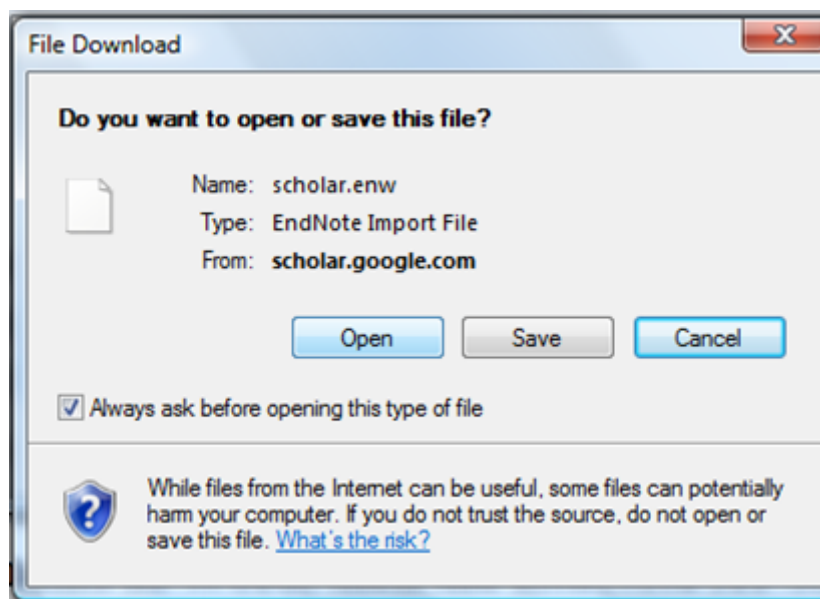 File Download
Do you want to open or save this file?
Name: scholar.enw
Type: EndNote Import File
From: scholar.google.com
Open Save Cancel
Always ask before opening this type of file
While files from the Internet can be useful, some files can potentially
harm your computer. If you do not trust the source, do not open or
save this file. What's the risk?